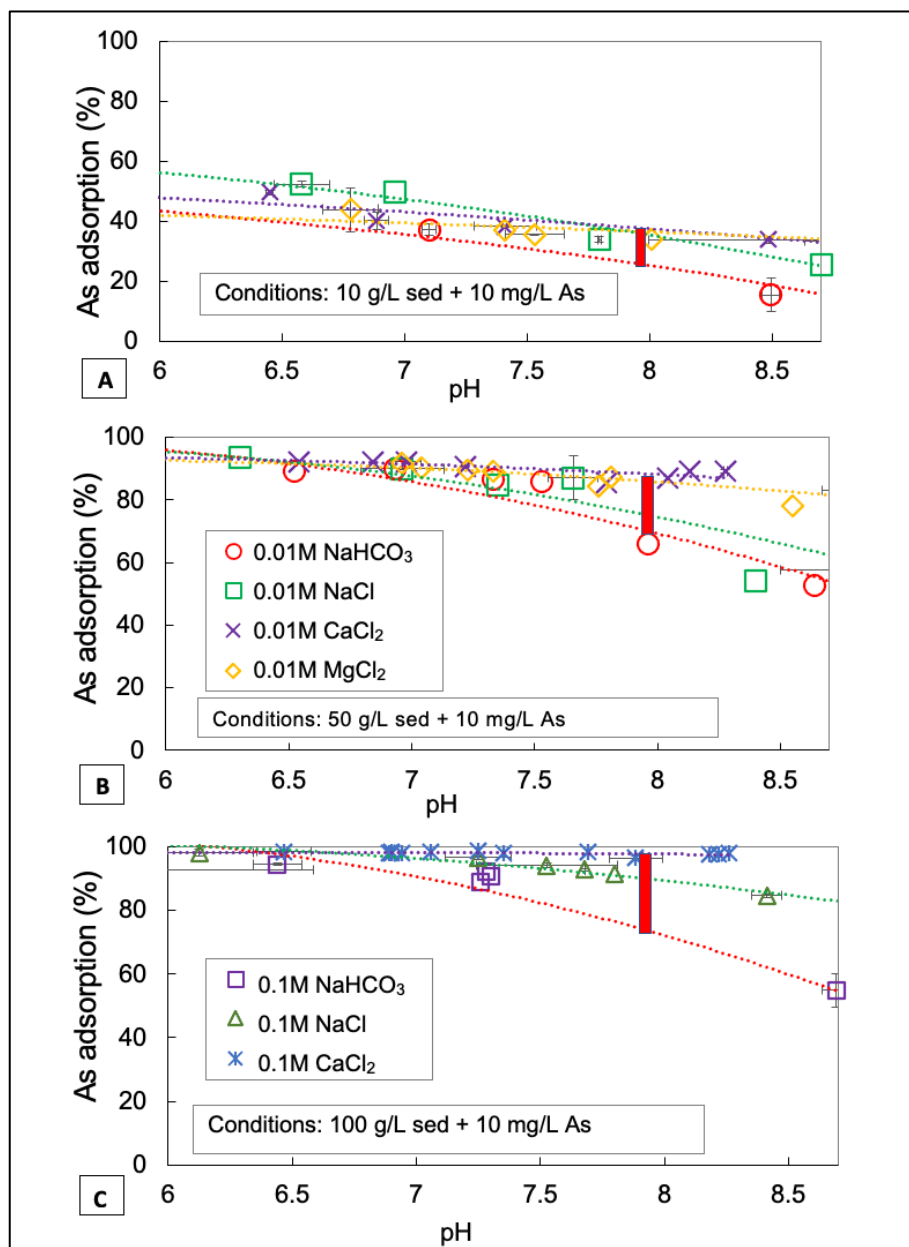 As adsorption (%)
100
80
60
40
20
0
Conditions: 10 g/L sed + 10 mg/L As
6
6.5
7
7.5
8
8.5
A
pH
As adsorption (%)
100
80
60
40
20
0
0.01M NaHCO₃
0.01M NaCl
0.01M CaCl₂
0.01M MgCl₂
Conditions: 50 g/L sed + 10 mg/L As
6
6.5
7
7.5
8
8.5
B
pH
As adsorption (%)
100
80
60
40
20
0
0.1M NaHCO₃
0.1M NaCl
0.1M CaCl₂
Conditions: 100 g/L sed + 10 mg/L As
6
6.5
7
7.5
8
8.5
C
pH